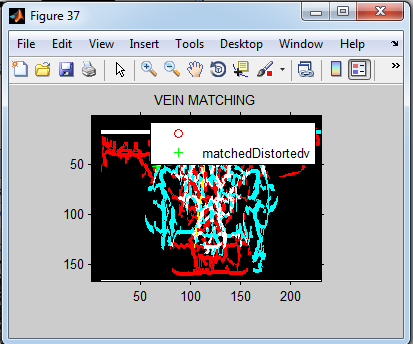 Figure 37
File Edit View Insert Tools Desktop Window Help
VEIN MATCHING
matchedDistortedv
50
100
150
50 100 150 200